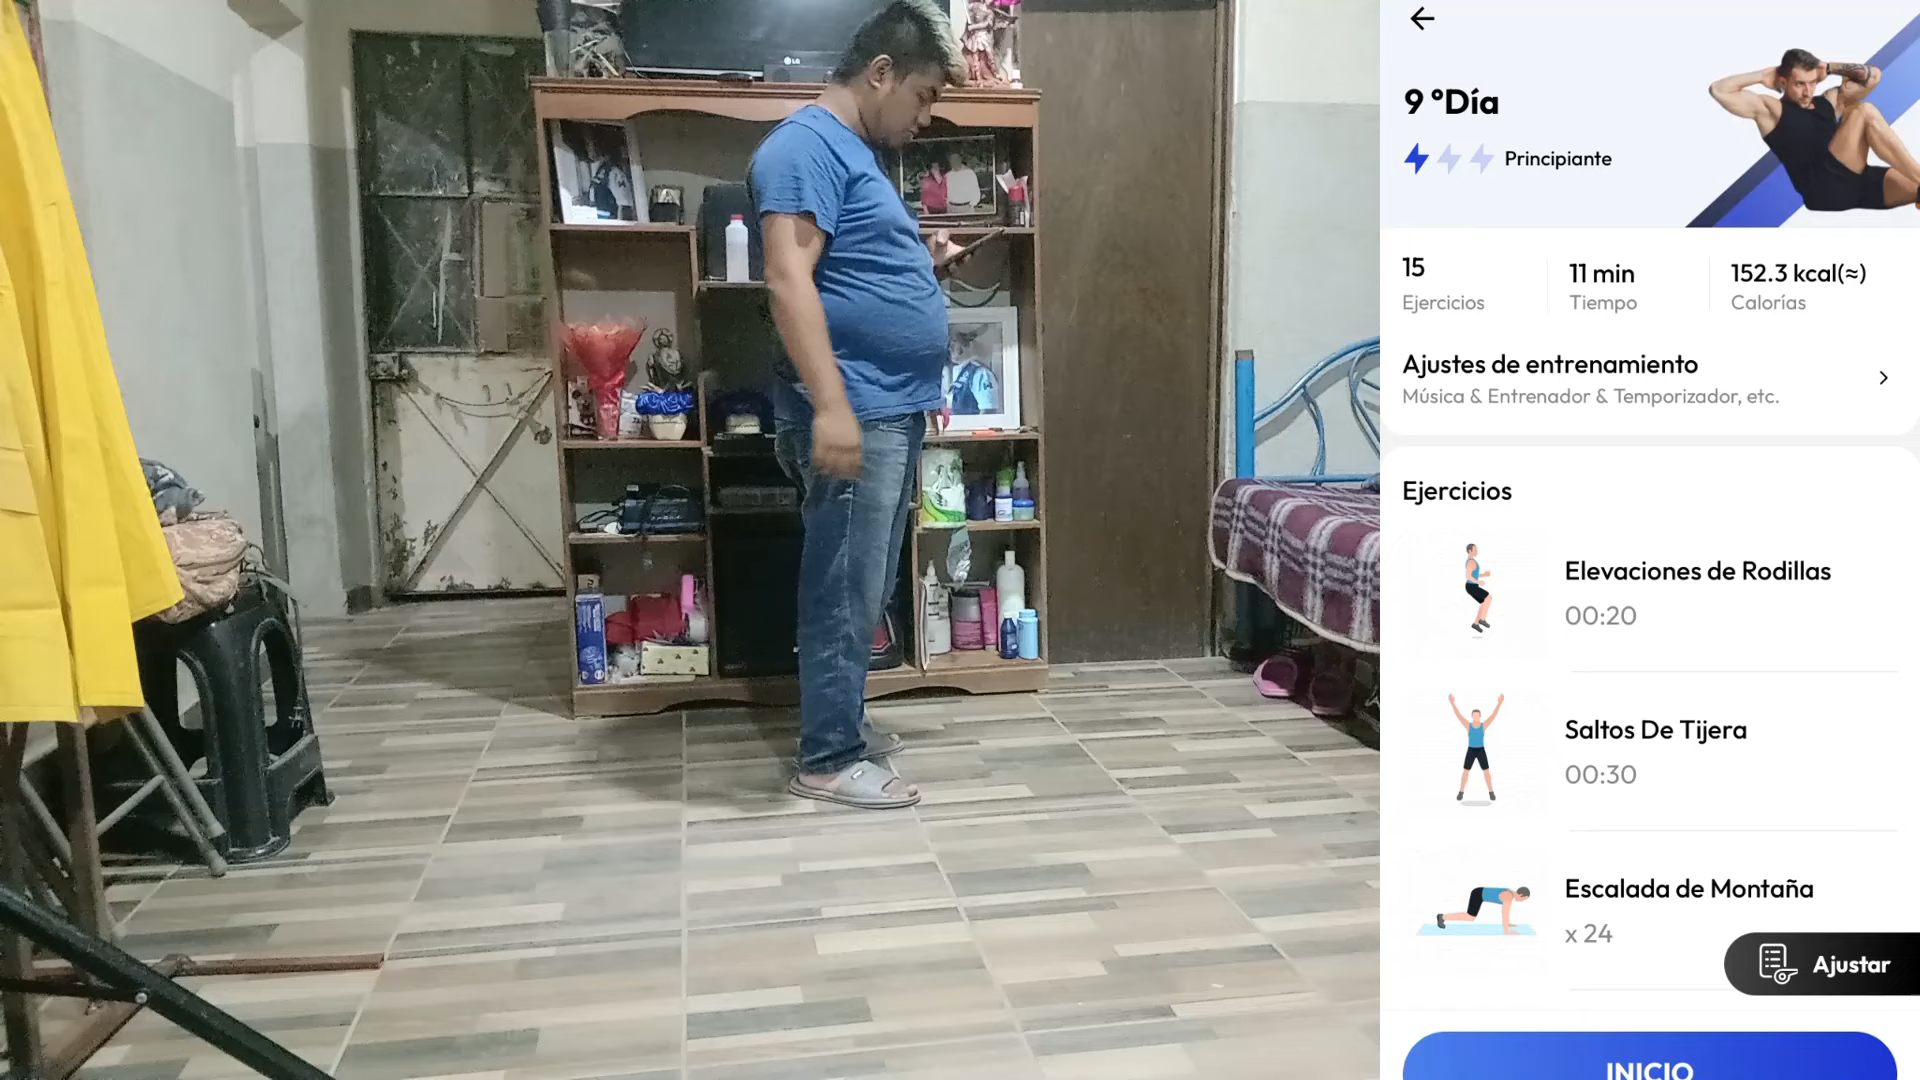 LG
9 °Día
Principiante
15
Ejercicios
11 min
Tiempo
152.3 kcal(≈)
Calorías
Ajustes de entrenamiento
Música & Entrenador & Temporizador, etc.
Ejercicios
Elevaciones de Rodillas
00:20
Saltos De Tijera
00:30
Escalada de Montaña
x 24
Ajustar
INICIO